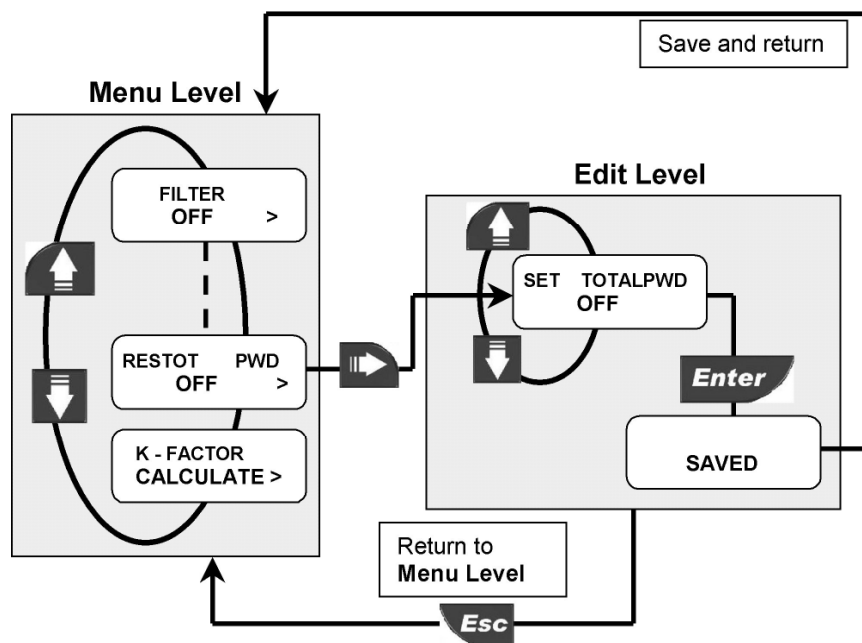 Save and return
Menu Level
FILTER
OFF >
RESTOT PWD
OFF >
K - FACTOR
CALCULATE >
Edit Level
SET TOTALPWD
OFF
Enter
SAVED
Return to
Menu Level
Esc